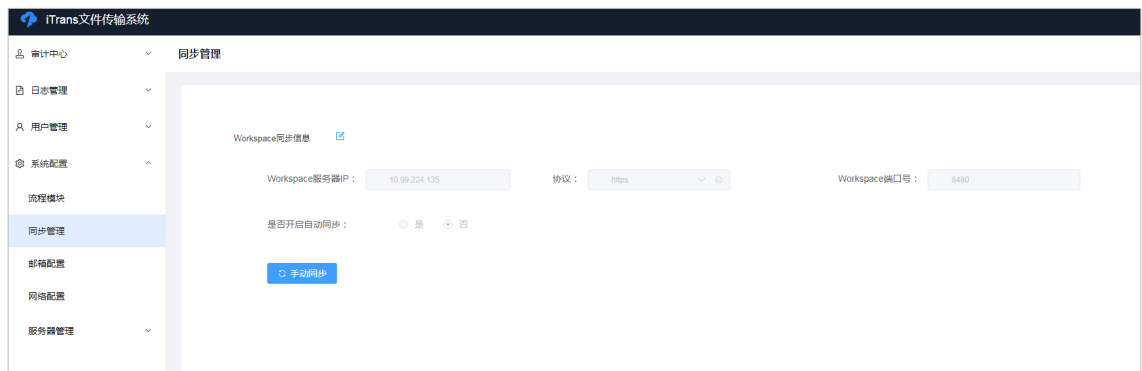 iTrans文件传输系统
审计中心
同步管理
日志管理
用户管理
Workspace同步信息
系统配置
Workspace服务器IP： 10.99.224.135 协议： https Workspace端口号： 8480
流程模块
是否开启自动同步： 是 否
同步管理
邮箱配置
手动同步
网络配置
服务器管理